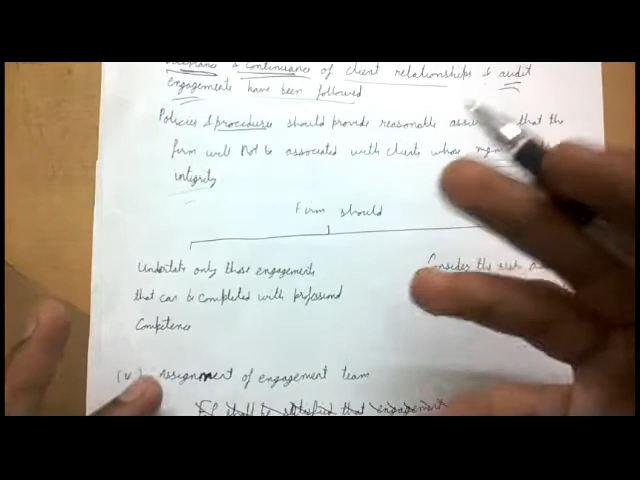 Acceptance & continuance of client relationships & audit
engagements have been followed
Policies & procedures should provide reasonable that the
firm will not be associated with clients whose
integrity
Firm should
Undertake only those engagements
that can be completed with professional
Competence
Consider the risk
(v) Assignment of engagement team
EP shall be satisfied that engagement